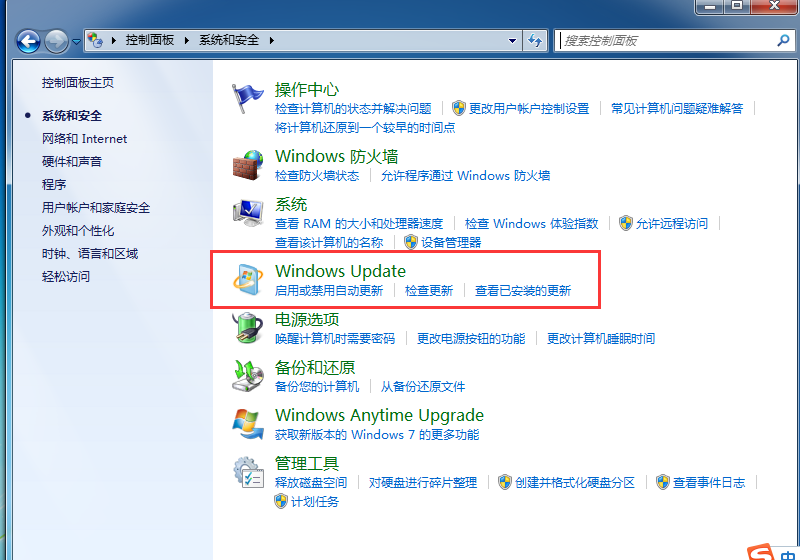 控制面板 系统和安全
搜索控制面板
控制面板主页
系统和安全
网络和 Internet
硬件和声音
程序
用户帐户和家庭安全
外观和个性化
时钟、语言和区域
轻松访问
操作中心
检查计算机的状态并解决问题 更改用户帐户控制设置 常见计算机问题疑难解答
将计算机还原到一个较早的时间点
Windows 防火墙
检查防火墙状态 允许程序通过 Windows 防火墙
系统
查看 RAM 的大小和处理器速度 检查 Windows 体验指数 允许远程访问
查看该计算机的名称 设备管理器
Windows Update
启用或禁用自动更新 检查更新 查看已安装的更新
电源选项
唤醒计算机时需要密码 更改电源按钮的功能 更改计算机睡眠时间
备份和还原
备份您的计算机 从备份还原文件
Windows Anytime Upgrade
获取新版本的 Windows 7 的更多功能
管理工具
释放磁盘空间 对硬盘进行碎片整理 创建并格式化硬盘分区 查看事件日志
计划任务
S 中